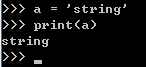 >>> a = 'string'
>>> print(a)
string
>>>